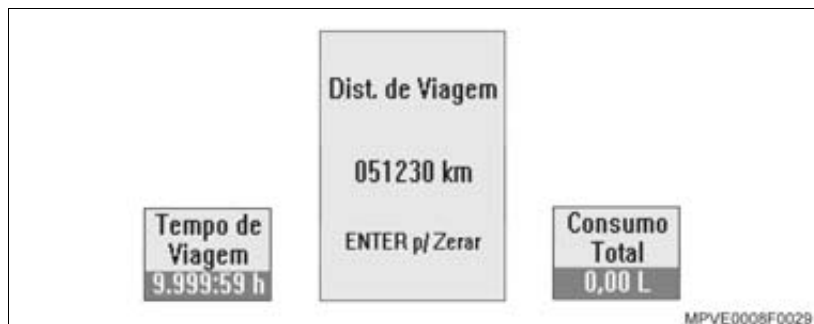 Dist. de Viagem
051230 km
ENTER p/ Zerar
Tempo de
Viagem
9.999:59 h
Consumo
Total
0,00 L
MPVE0008F0029